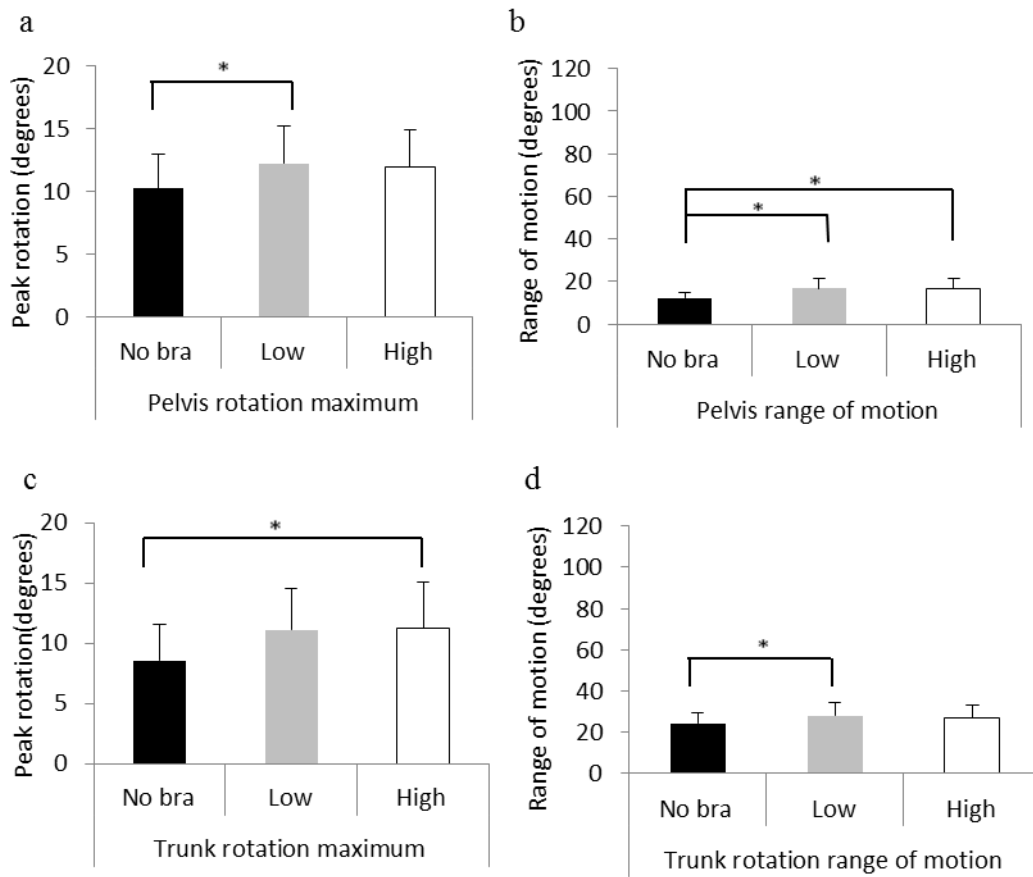 a
Peak rotation (degrees)
20
15
10
5
0
*
No bra Low High
Pelvis rotation maximum
b
Range of motion (degrees)
120
100
80
60
40
20
0
*
*
No bra Low High
Pelvis range of motion
c
Peak rotation(degrees)
20
15
10
5
0
*
No bra Low High
Trunk rotation maximum
d
Range of motion (degrees)
120
100
80
60
40
20
0
*
No bra Low High
Trunk rotation range of motion